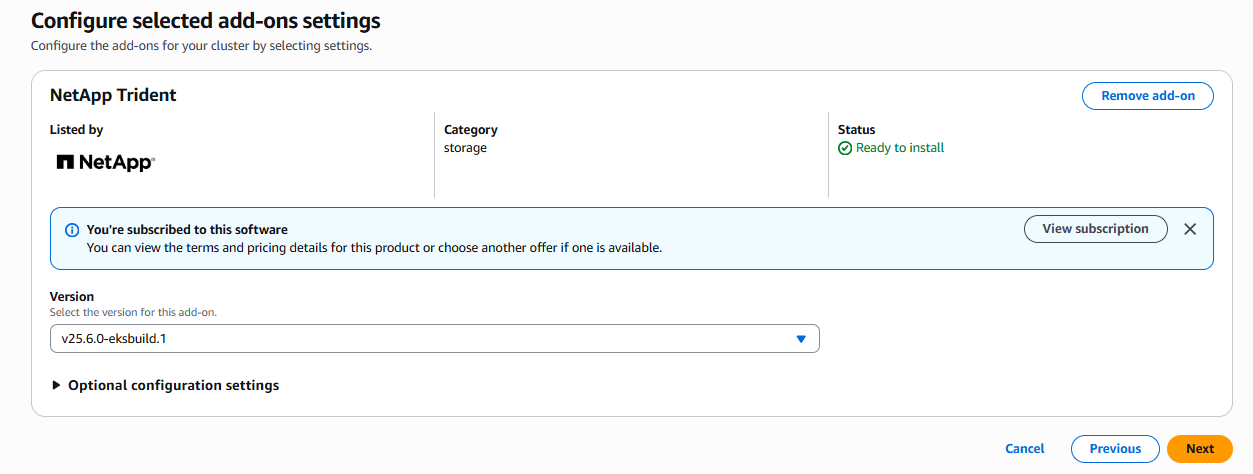 Configure selected add-ons settings
Configure the add-ons for your cluster by selecting settings.
NetApp Trident
Remove add-on
Listed by
NetApp®
Category
storage
Status
Ready to install
You're subscribed to this software
You can view the terms and pricing details for this product or choose another offer if one is available.
View subscription
Version
Select the version for this add-on.
v25.6.0-eksbuild.1
Optional configuration settings
Cancel
Previous
Next